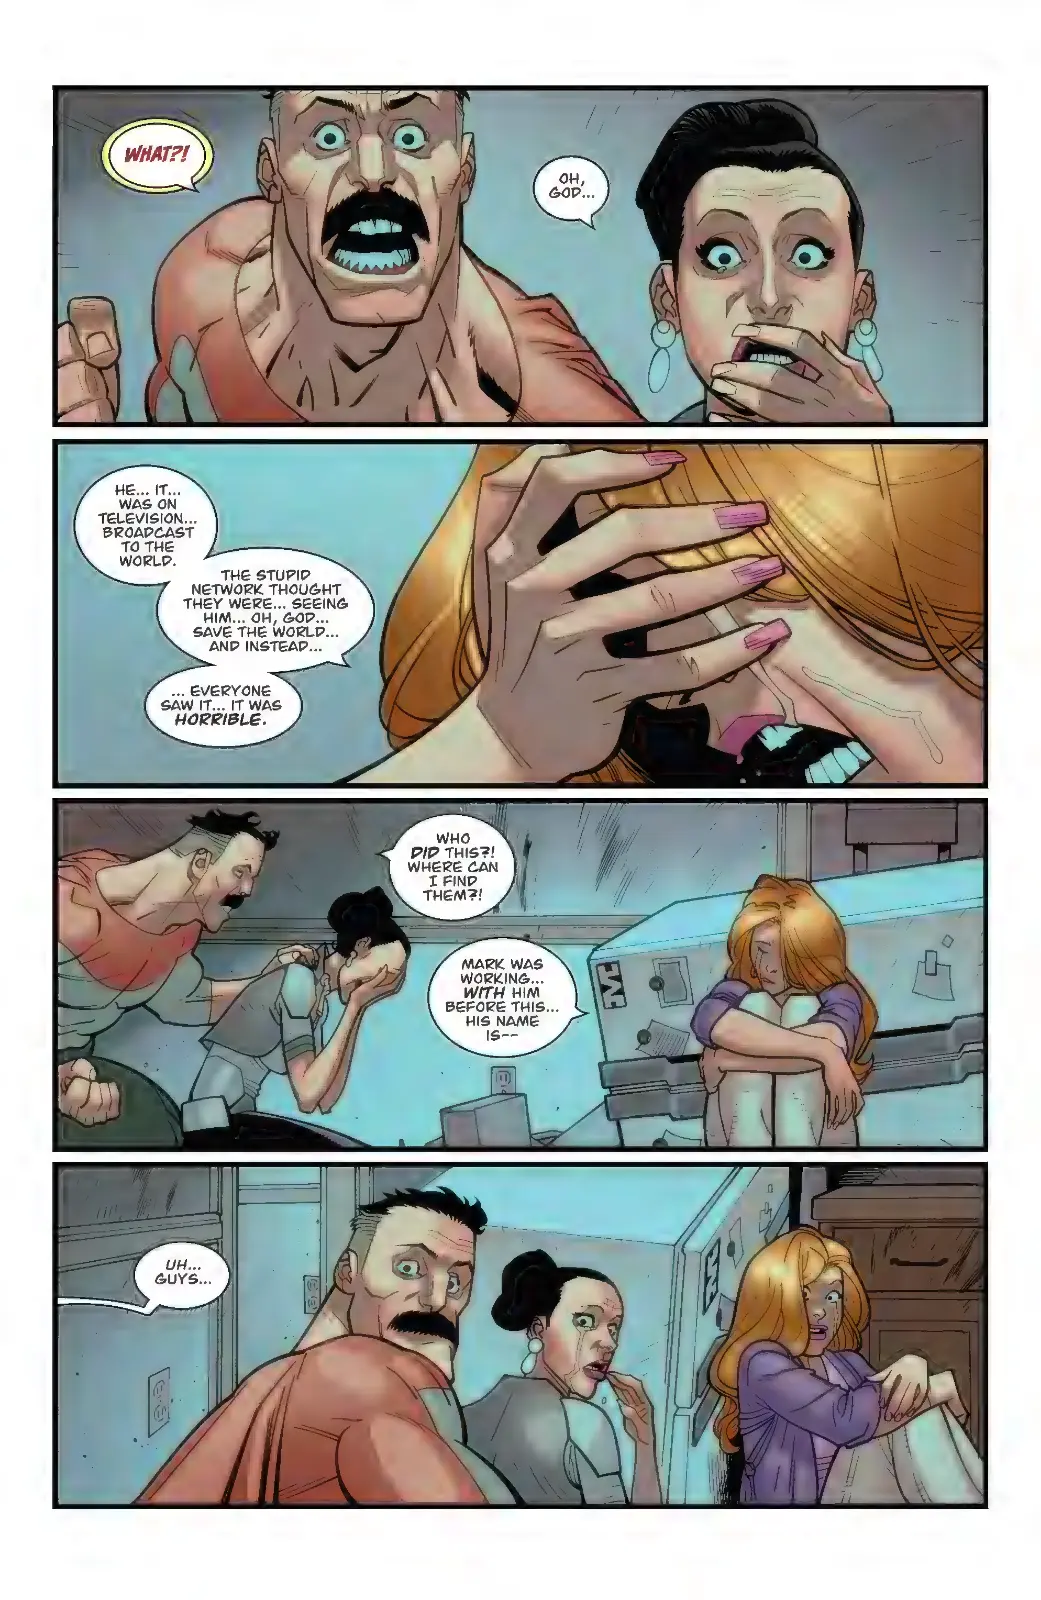 WHAT?!
OH,
GOD...
HE... IT...
WAS ON
TELEVISION...
BROADCAST
TO THE
WORLD.
THE STUPID
NETWORK THOUGHT
THEY WERE... SEEING
HIM... OH, GOD...
SAVE THE WORLD...
AND INSTEAD...
... EVERYONE
SAW IT... IT WAS
HORRIBLE.
WHO
DID THIS?!
WHERE CAN
I FIND
THEM?!
MARK WAS
WORKING...
WITH HIM
BEFORE THIS...
HIS NAME
IS--
UH...
GUYS...